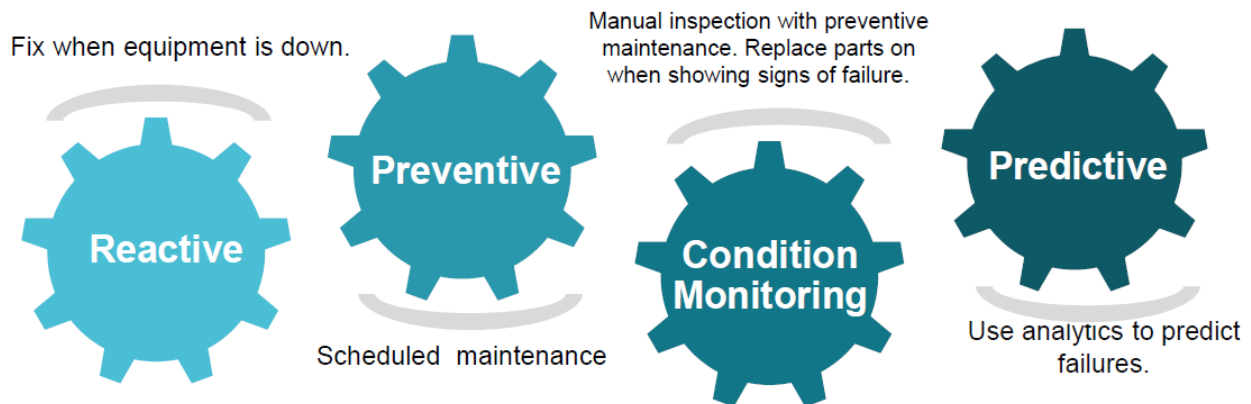 Fix when equipment is down.
Reactive
Preventive
Scheduled maintenance
Manual inspection with preventive
maintenance. Replace parts on
when showing signs of failure.
Condition
Monitoring
Predictive
Use analytics to predict
failures.